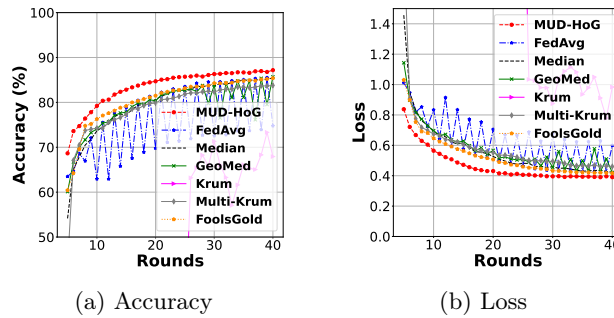 100
90
80
70
60
50
Accuracy (%)
10
20
30
40
Rounds
MUD-HoG
FedAvg
Median
GeoMed
Krum
Multi-Krum
FoolsGold
(a) Accuracy
1.4
1.2
1.0
0.8
0.6
0.4
0.2
0.0
Loss
10
20
30
40
Rounds
MUD-HoG
FedAvg
Median
GeoMed
Krum
Multi-Krum
FoolsGold
(b) Loss